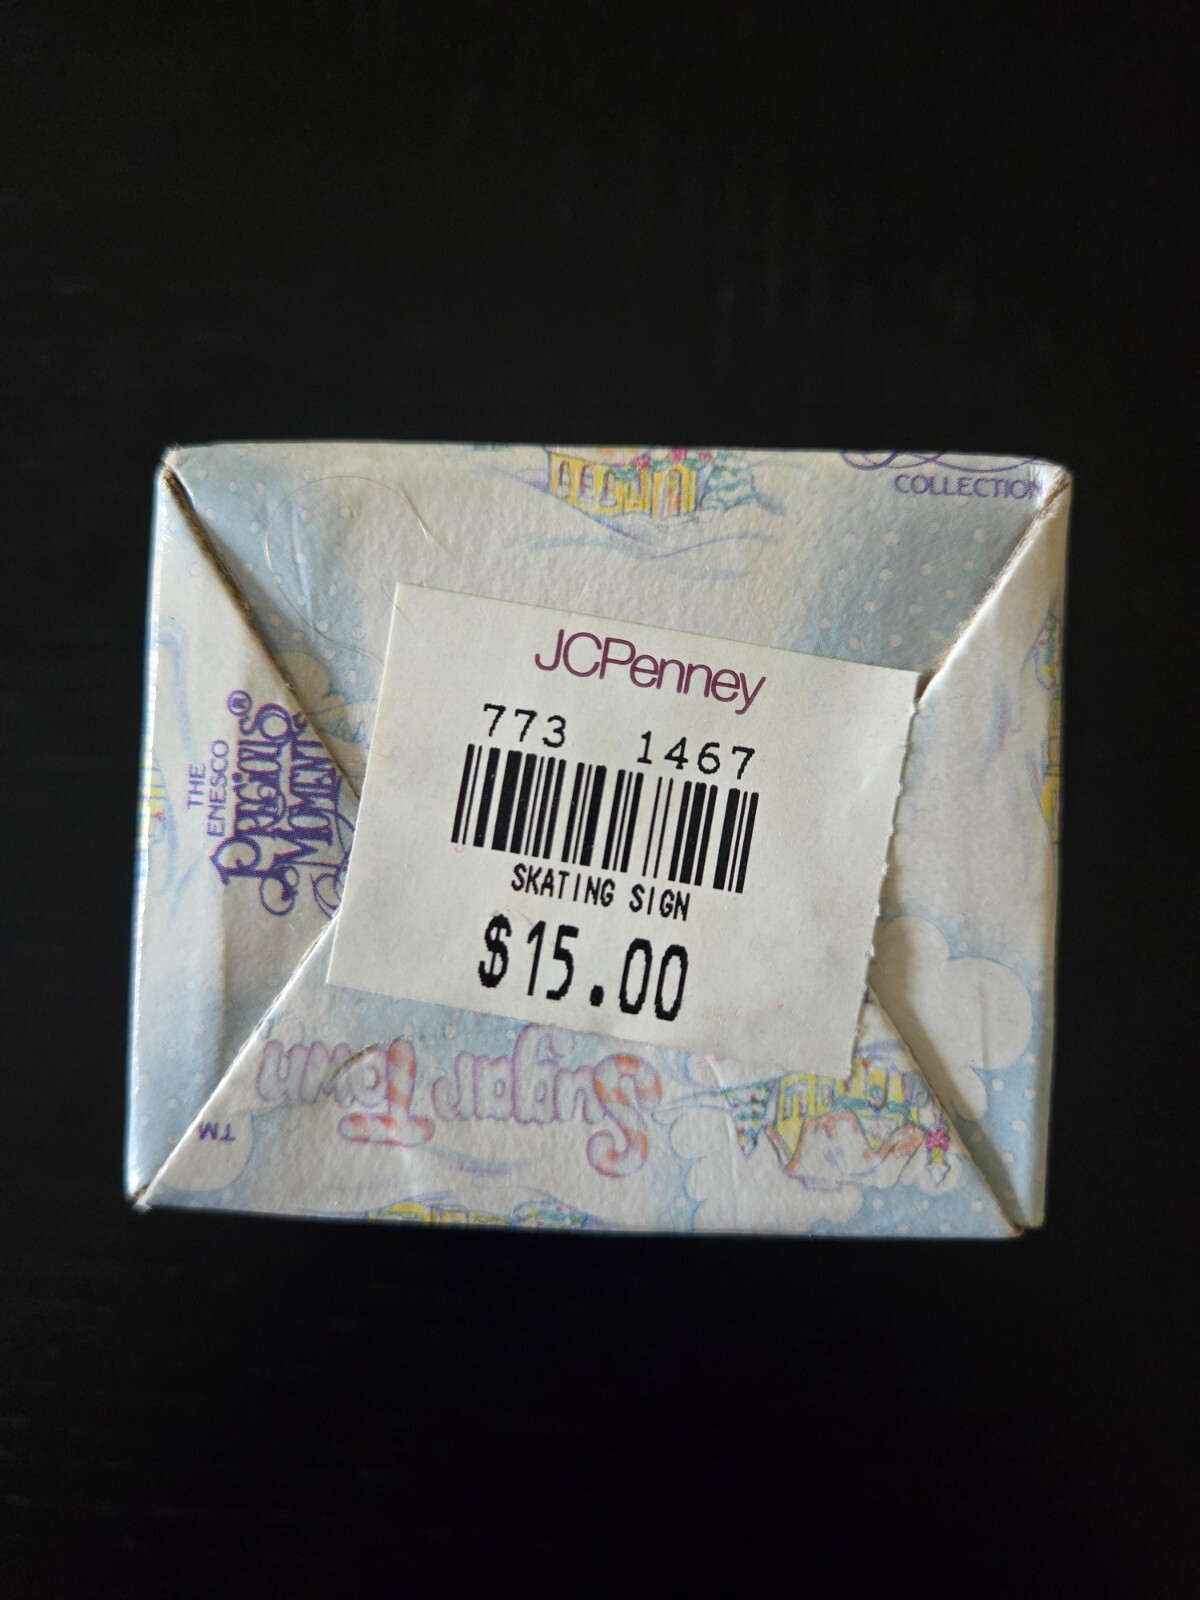 COLLECTION
THE
ENESCO
PRECIOUS
MOMENTS
®
JCPenney
773 1467
SKATING SIGN
$15.00
Sugar Town
TM